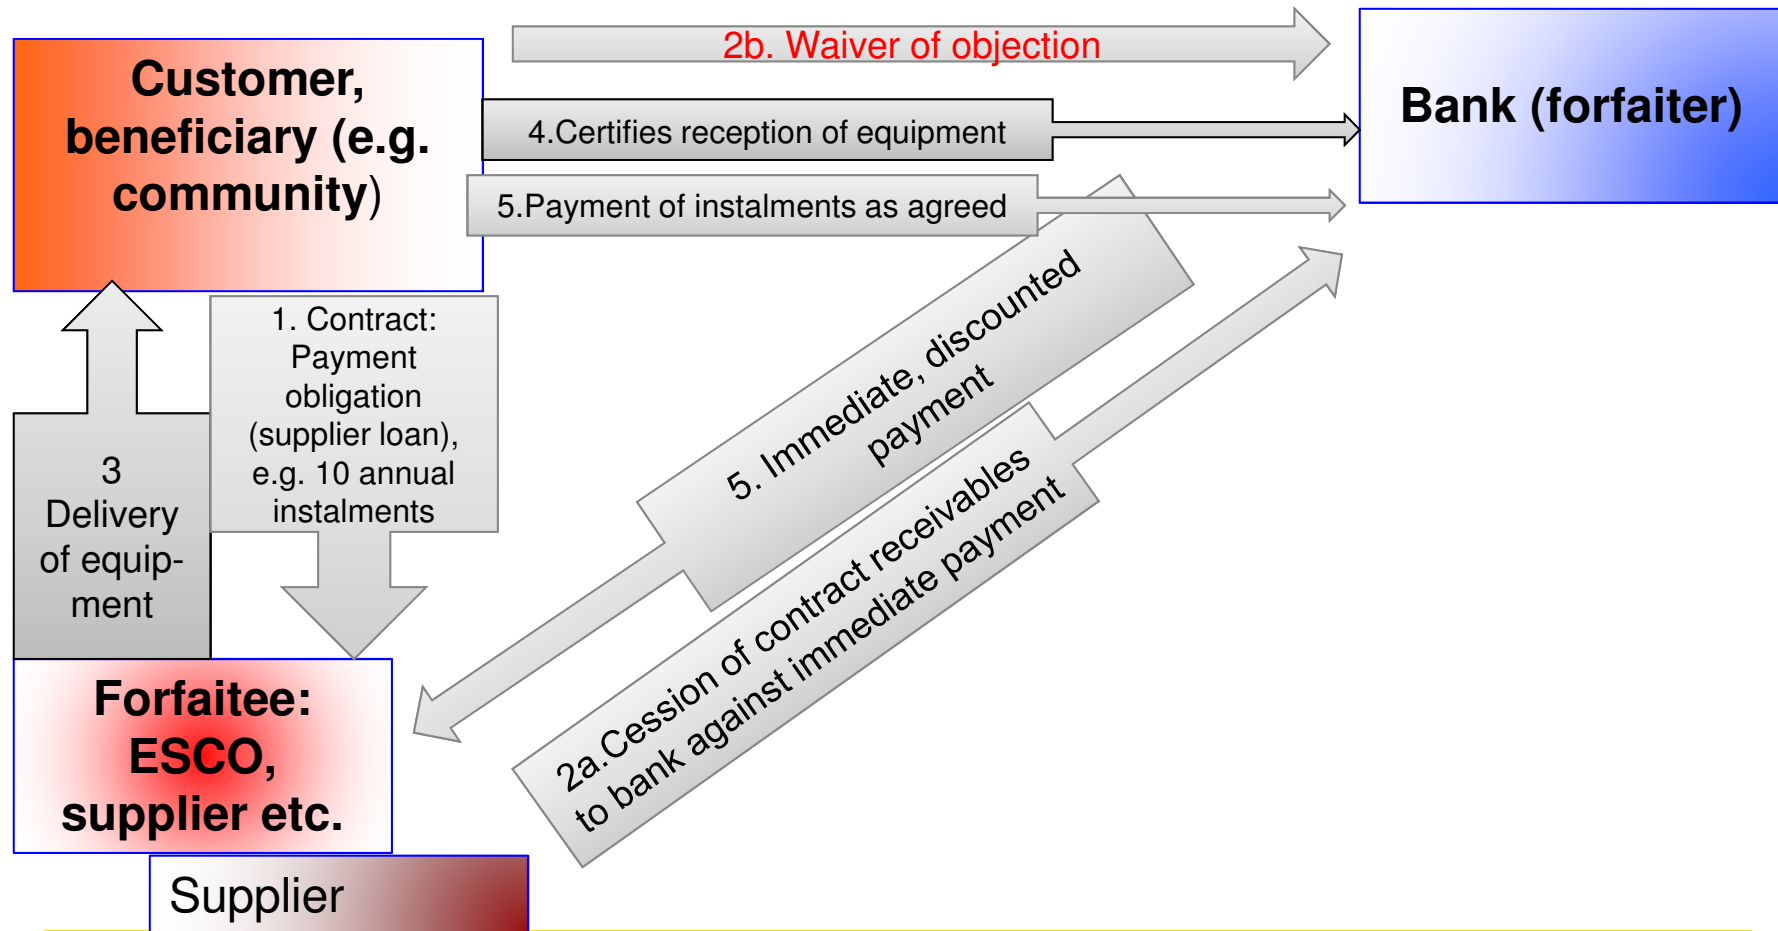 2b. Waiver of objection
Customer,
beneficiary (e.g.
community)
Bank (forfaiter)
4.Certifies reception of equipment
5.Payment of instalments as agreed
1. Contract:
Payment
obligation
(supplier loan),
e.g. 10 annual
instalments
5. Immediate, discounted
payment
3
Delivery
of equip-
ment
2a.Cession of contract receivables
to bank against immediate payment
Forfaitee:
ESCO,
supplier etc.
Supplier